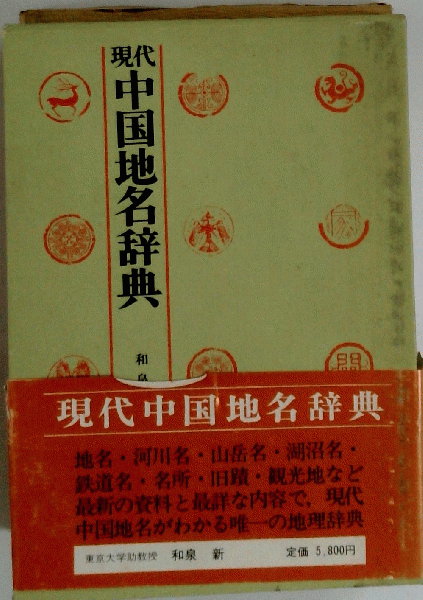 現代
中国地名辞典
和泉
現代中国地名辞典
地名・河川名・山岳名・湖沼名・
鉄道名・名所・旧蹟・観光地など
最新の資料と最詳な内容で、現代
中国地名がわかる唯一の地理辞典
東京大学助教授 和泉 新 定価 5,800円